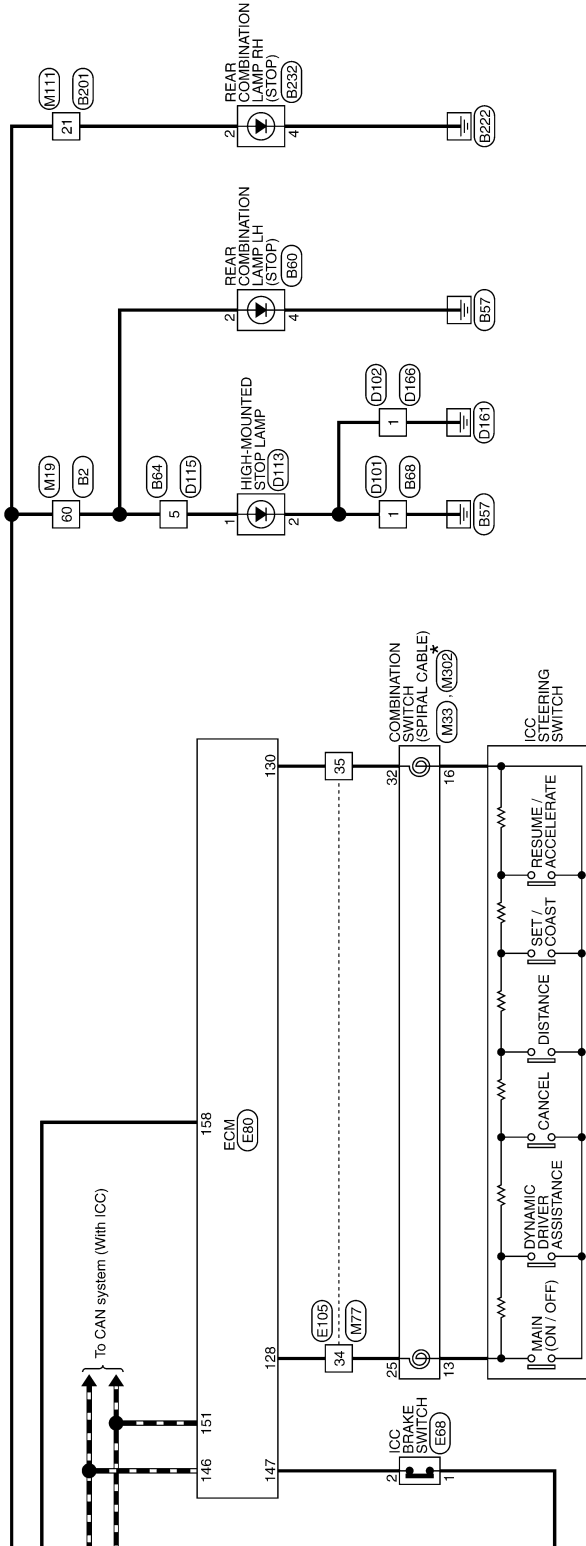 M111
B201
21
REAR
COMBINATION
LAMP RH
(STOP)
B232
2
4
B222
REAR
COMBINATION
LAMP LH
(STOP)
B60
2
4
B57
M19
B2
60
B64
D115
5
HIGH-MOUNTED
STOP LAMP
D113
1
2
D102
D166
1
D161
D101
B68
1
B57
130
35
COMBINATION
SWITCH
(SPIRAL CABLE)
M33 , M302
*
32
16
ICC
STEERING
SWITCH
RESUME /
ACCELERATE
SET /
COAST
DISTANCE
CANCEL
DYNAMIC
DRIVER
ASSISTANCE
MAIN
(ON / OFF)
158
ECM
E80
To CAN system (With ICC)
E105
M77
128
34
25
13
151
146
147
ICC
BRAKE
SWITCH
E68
2
1